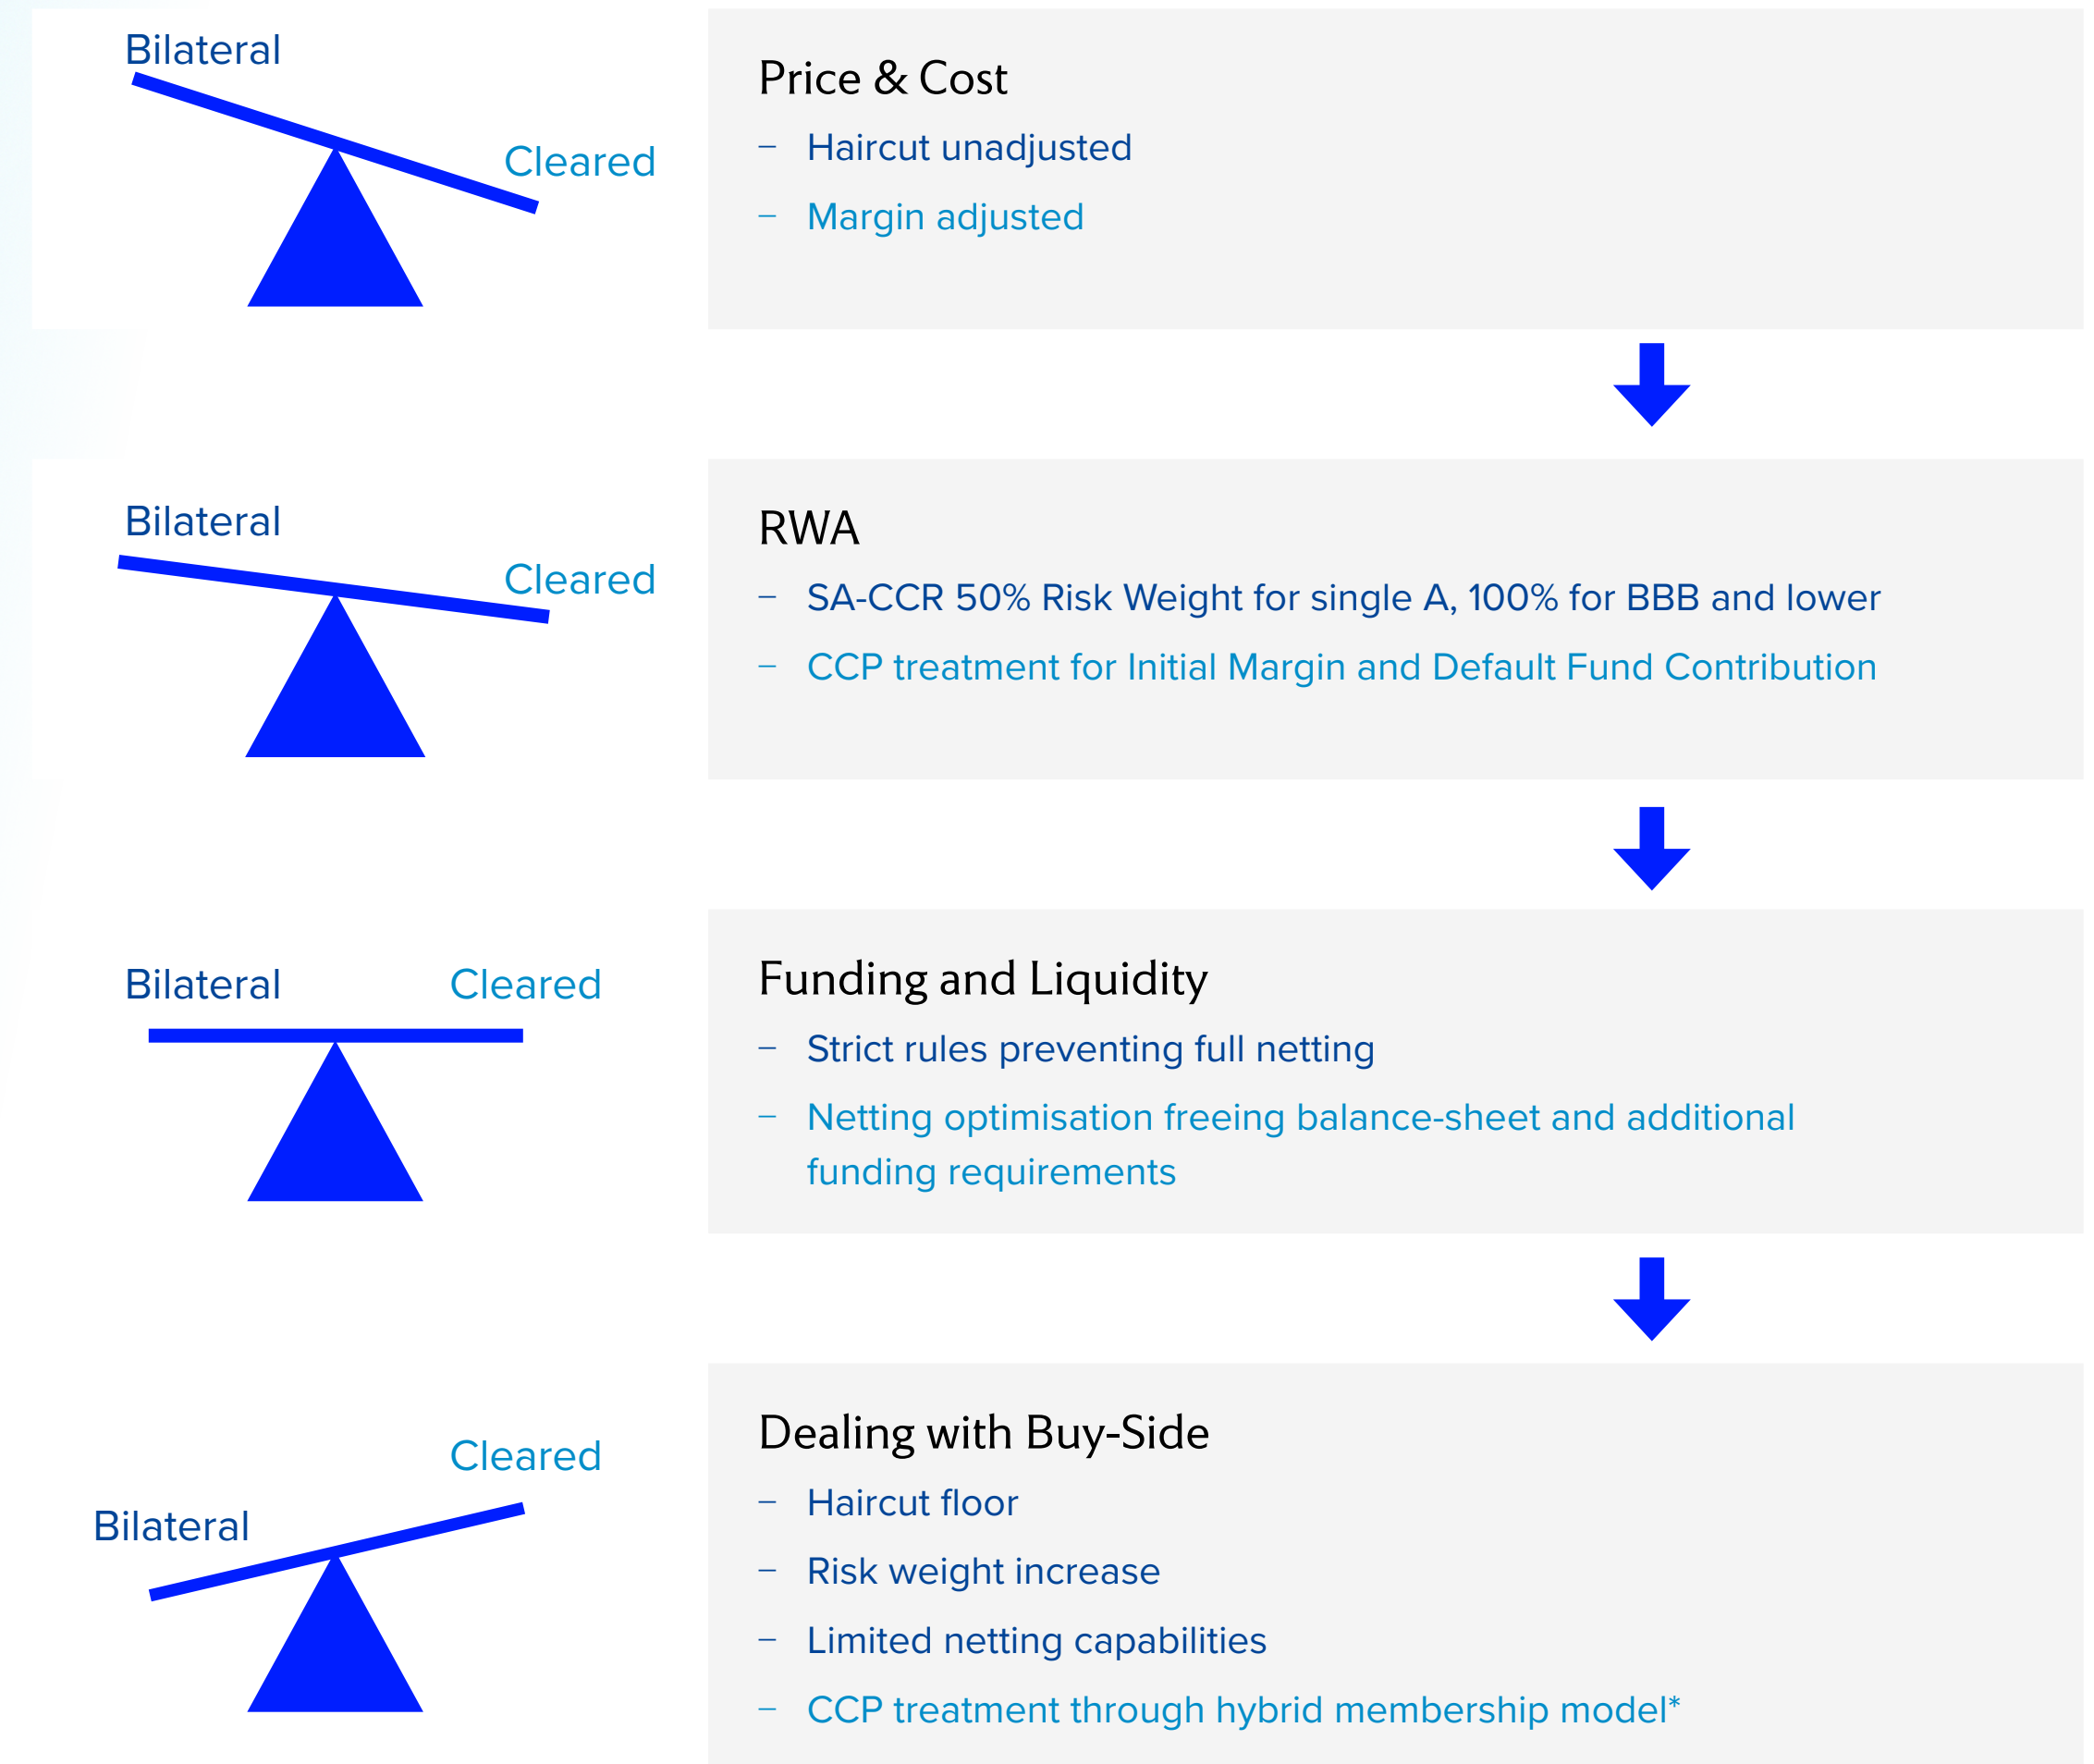 Bilateral
Cleared
Price & Cost
– Haircut unadjusted
– Margin adjusted
Bilateral
Cleared
RWA
– SA-CCR 50% Risk Weight for single A, 100% for BBB and lower
– CCP treatment for Initial Margin and Default Fund Contribution
Bilateral
Cleared
Funding and Liquidity
– Strict rules preventing full netting
– Netting optimisation freeing balance-sheet and additional
funding requirements
Cleared
Bilateral
Dealing with Buy-Side
– Haircut floor
– Risk weight increase
– Limited netting capabilities
– CCP treatment through hybrid membership model*